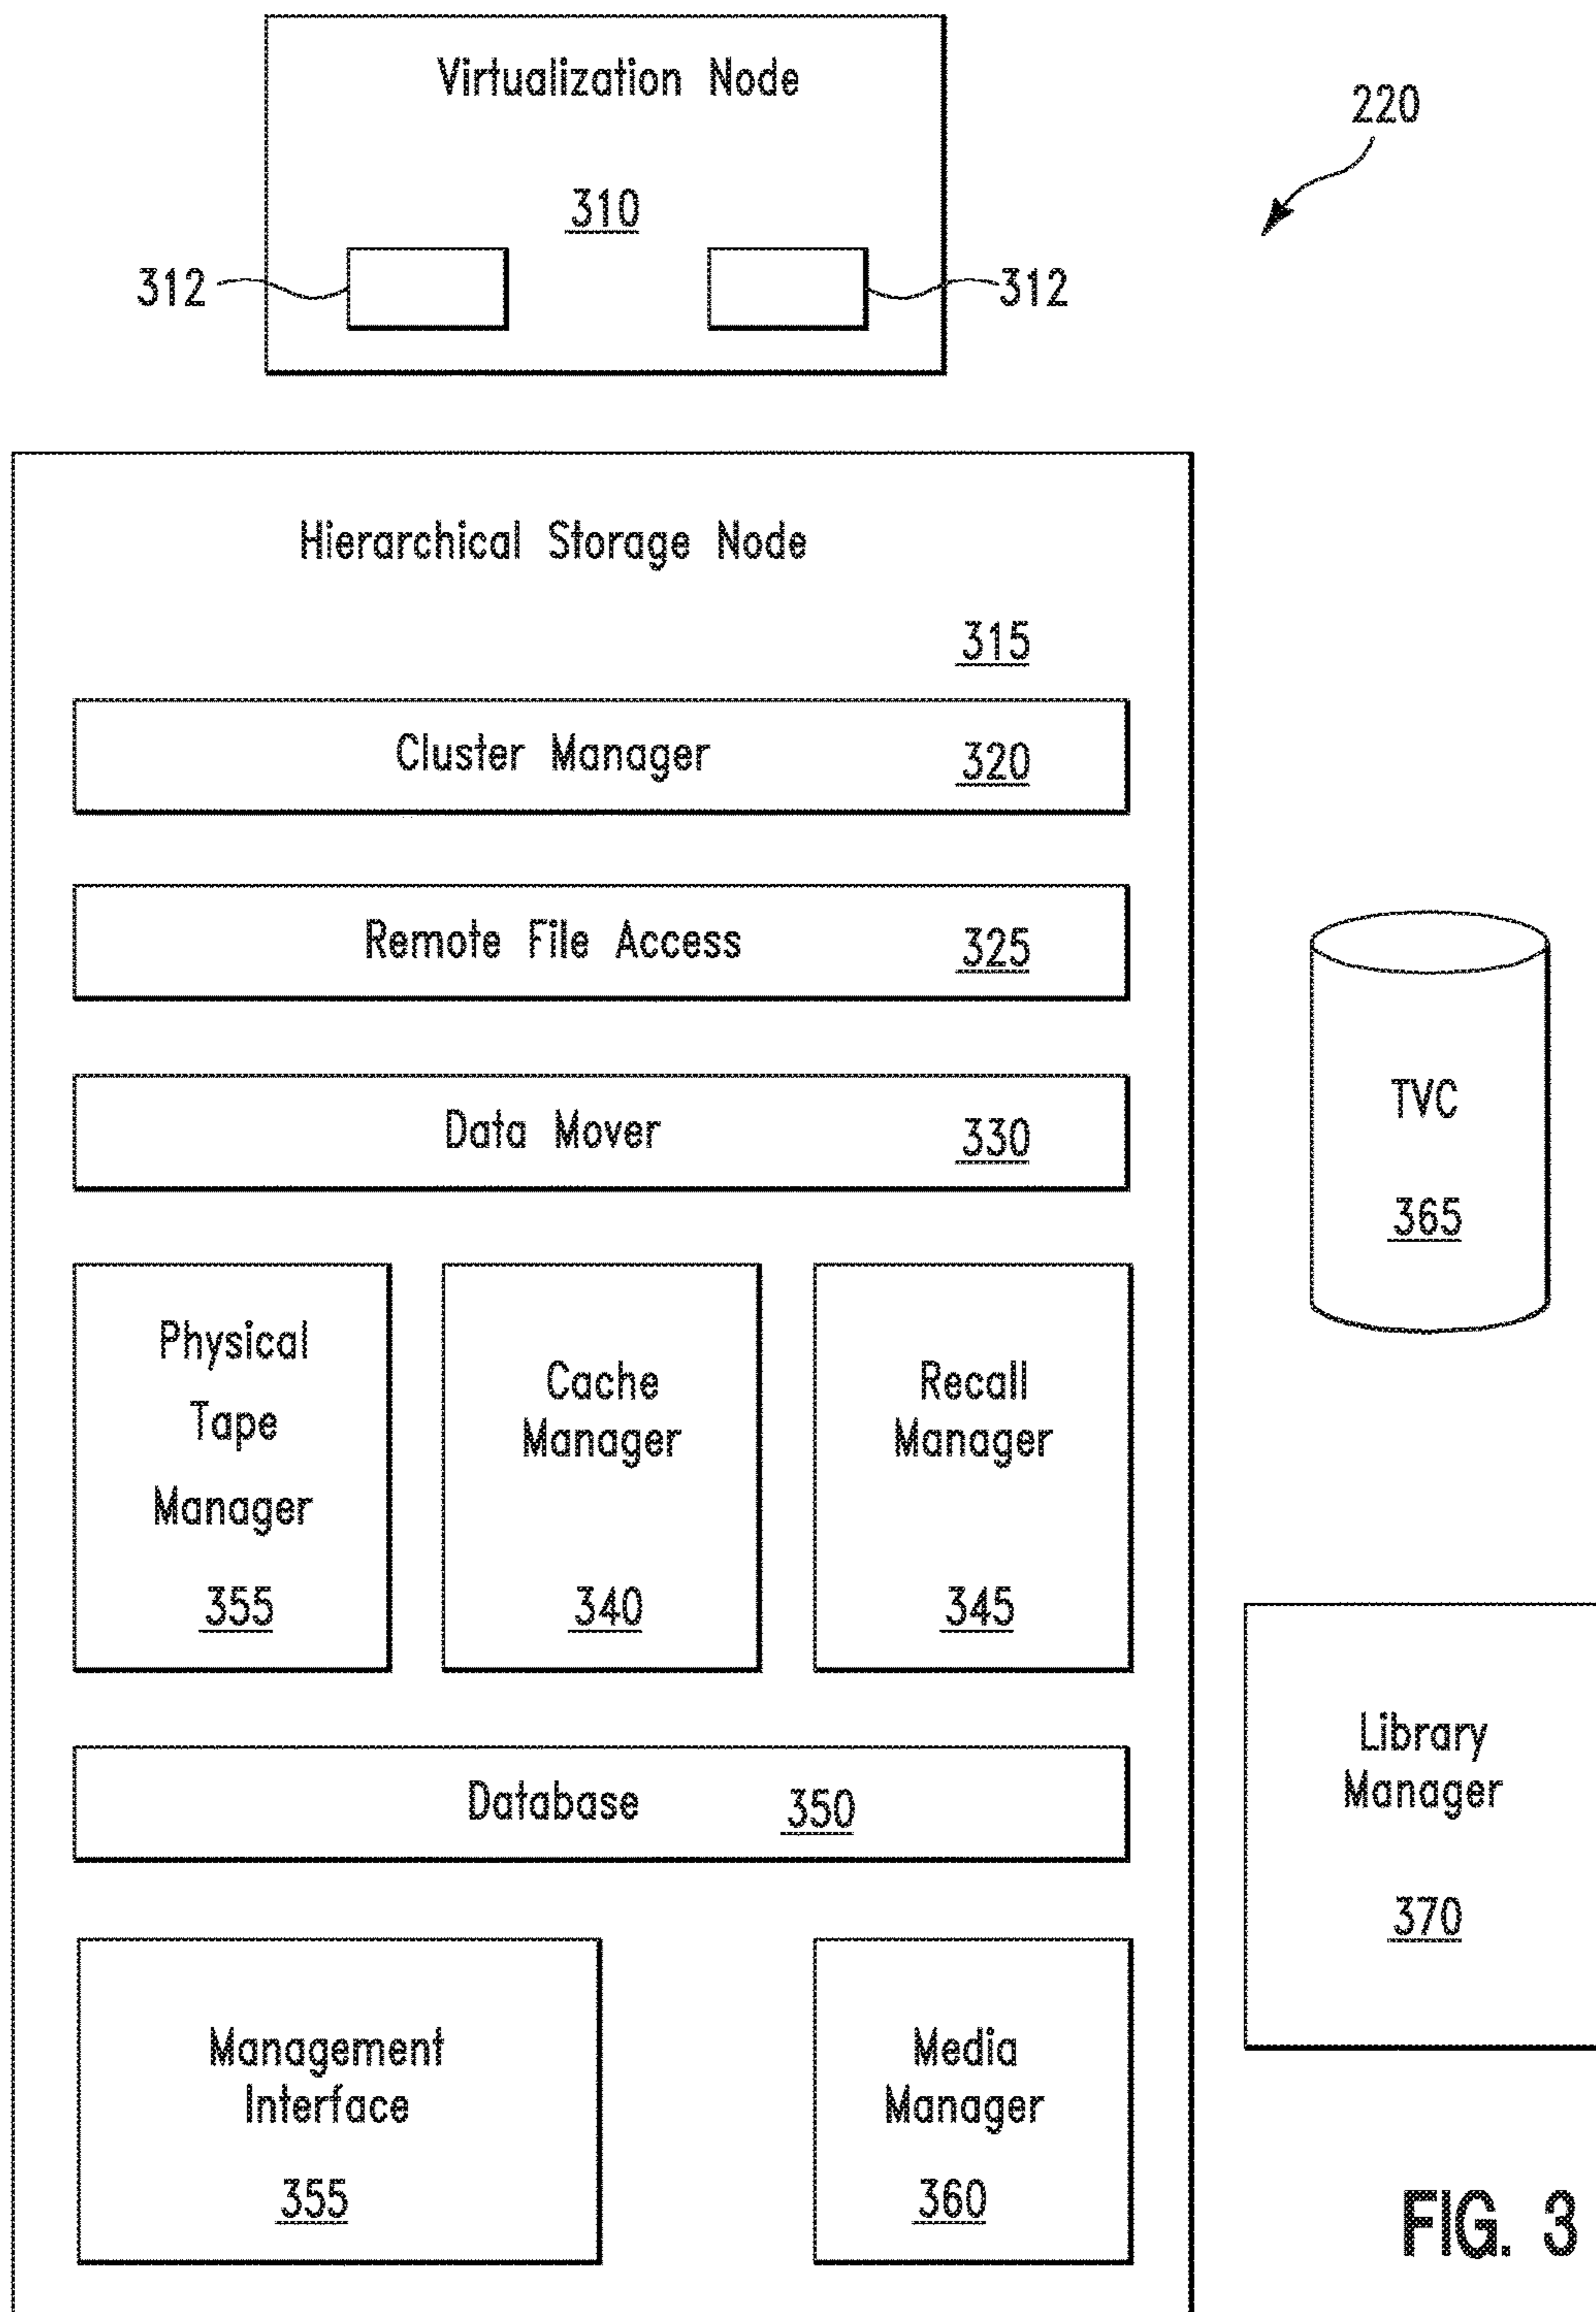 Virtualization Node
220
310
312
312
Hierarchical Storage Node
315
Cluster Manager 320
Remote File Access 325
Data Mover 330
TVC
365
Physical
Tape
Manager
355
Cache
Manager
340
Recall
Manager
345
Database 350
Library
Manager
370
Management
Interface
355
Media
Manager
360
FIG. 3